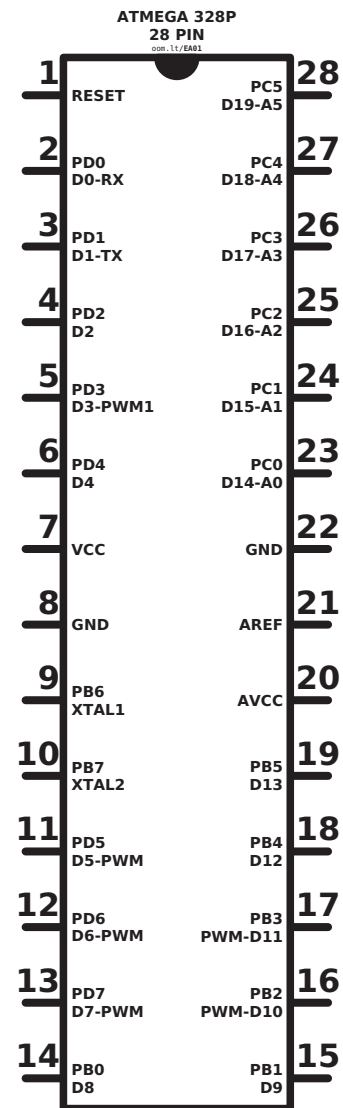 ATMEGA 328P
28 PIN
oom.lt/EA01
1
RESET
28
PC5
D19-A5
2
PD0
D0-RX
27
PC4
D18-A4
3
PD1
D1-TX
26
PC3
D17-A3
4
PD2
D2
25
PC2
D16-A2
5
PD3
D3-PWM1
24
PC1
D15-A1
6
PD4
D4
23
PC0
D14-A0
7
VCC
22
GND
8
GND
21
AREF
9
PB6
XTAL1
20
AVCC
10
PB7
XTAL2
19
PB5
D13
11
PD5
D5-PWM
18
PB4
D12
12
PD6
D6-PWM
17
PB3
PWM-D11
13
PD7
D7-PWM
16
PB2
PWM-D10
14
PB0
D8
15
PB1
D9